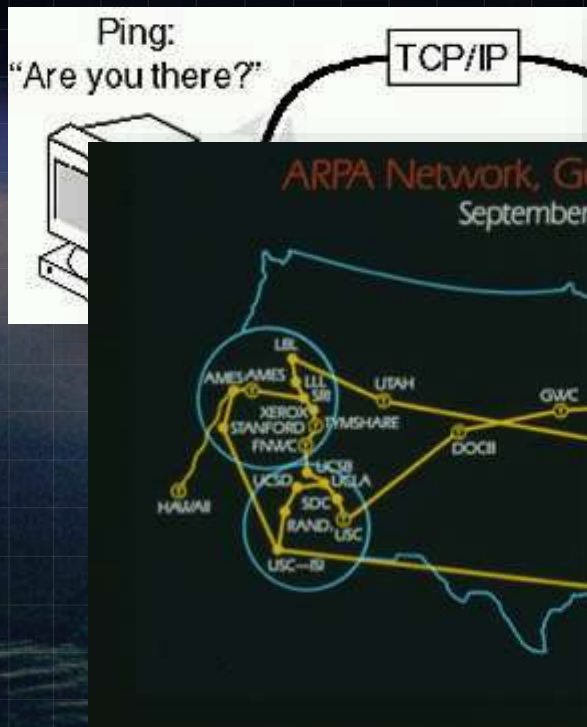 Ping:
“Are you there?”
TCP/IP
ARPA Network, Ge
September
LBL
AMES AMES
LLL
SRI
UTAH
GWC
XEROX
TYMSHARE
STANFORD
FNWC
DOCB
UCSB
UCSD
UCLA
HAWAII
SDC
RAND
USC
USC—ISI